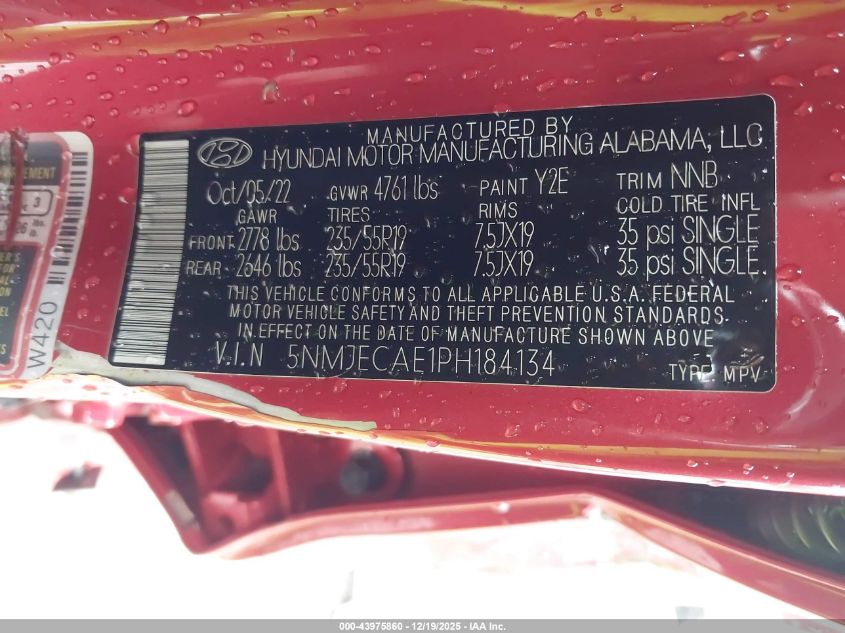 MANUFACTURED BY
HYUNDAI MOTOR MANUFACTURING ALABAMA, LLC
Oct/05/22 GVWR 4761 lbs PAINT Y2E TRIM NNB
GAWR TIRES RIMS COLD TIRE INFL
FRONT 2778 lbs 235/55R19 7.5JX19 35 psi SINGLE
REAR 2646 lbs 235/55R19 7.5JX19 35 psi SINGLE
THIS VEHICLE CONFORMS TO ALL APPLICABLE U.S.A. FEDERAL
MOTOR VEHICLE SAFETY AND THEFT PREVENTION STANDARDS
IN EFFECT ON THE DATE OF MANUFACTURE SHOWN ABOVE
V.I.N 5NMJECAE1PH184134
TYPE MPV
W420
3
000-43975860 - 12/19/2025 - IAA Inc.